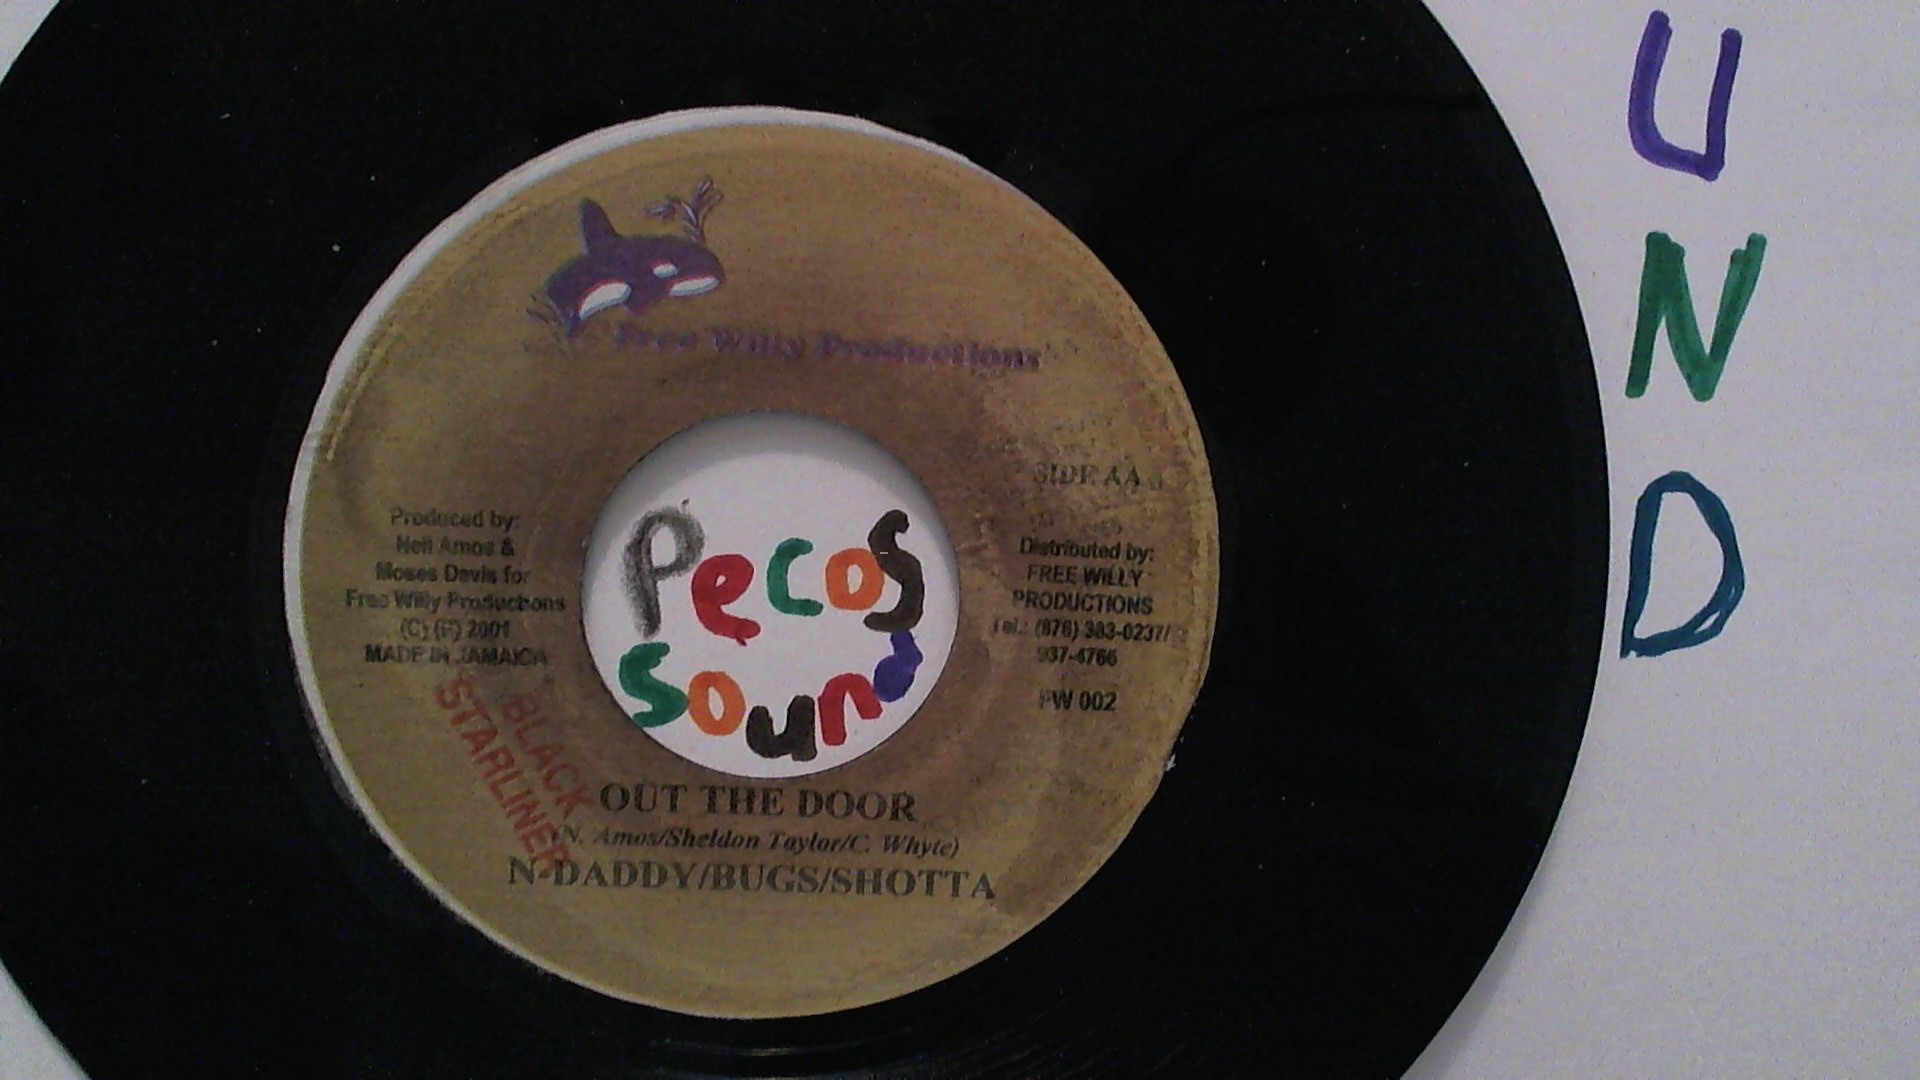 Free Willy Productions
SIDE AA
Produced by:
Neil Amos &
Moses Davis for
Free Willy Productions
(C) (P) 2001
MADE IN JAMAICA
Distributed by:
FREE WILLY
PRODUCTIONS
Tel.: (876) 383-0237/
937-4766
FW 002
Pecos
Sound
BLACK
STARLINER
OUT THE DOOR
(N. Amos/Sheldon Taylor/C. Whyte)
N-DADDY/BUGS/SHOTTA
U
N
D